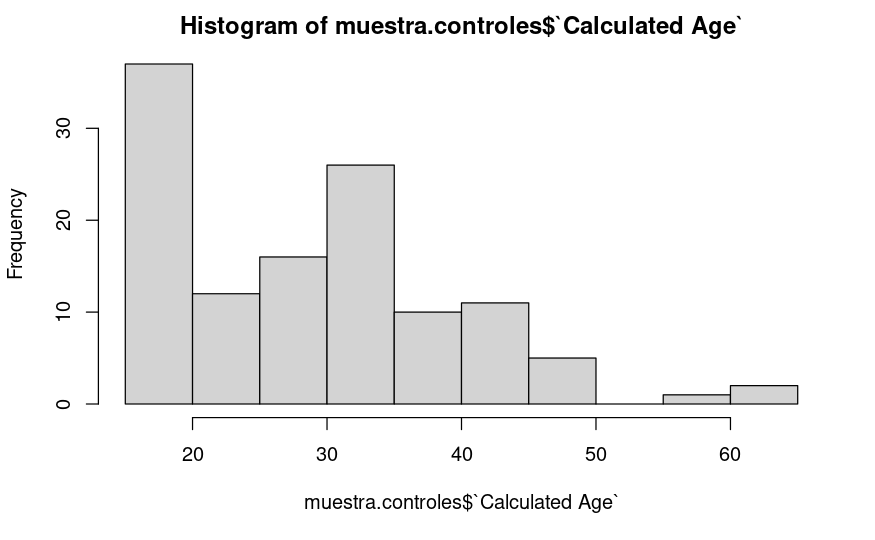 Histogram of muestra.controles$`Calculated Age`
Frequency
30
20
10
0
20 30 40 50 60
muestra.controles$`Calculated Age`